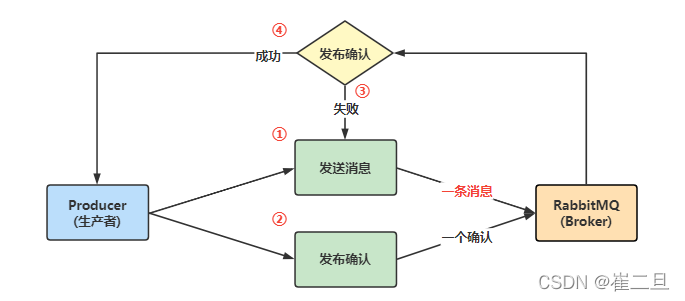 ④
发布确认
成功
③
失败
①
发送消息
一条消息
Producer
(生产者)
RabbitMQ
(Broker)
②
发布确认
一个确认
CSDN @崔二旦